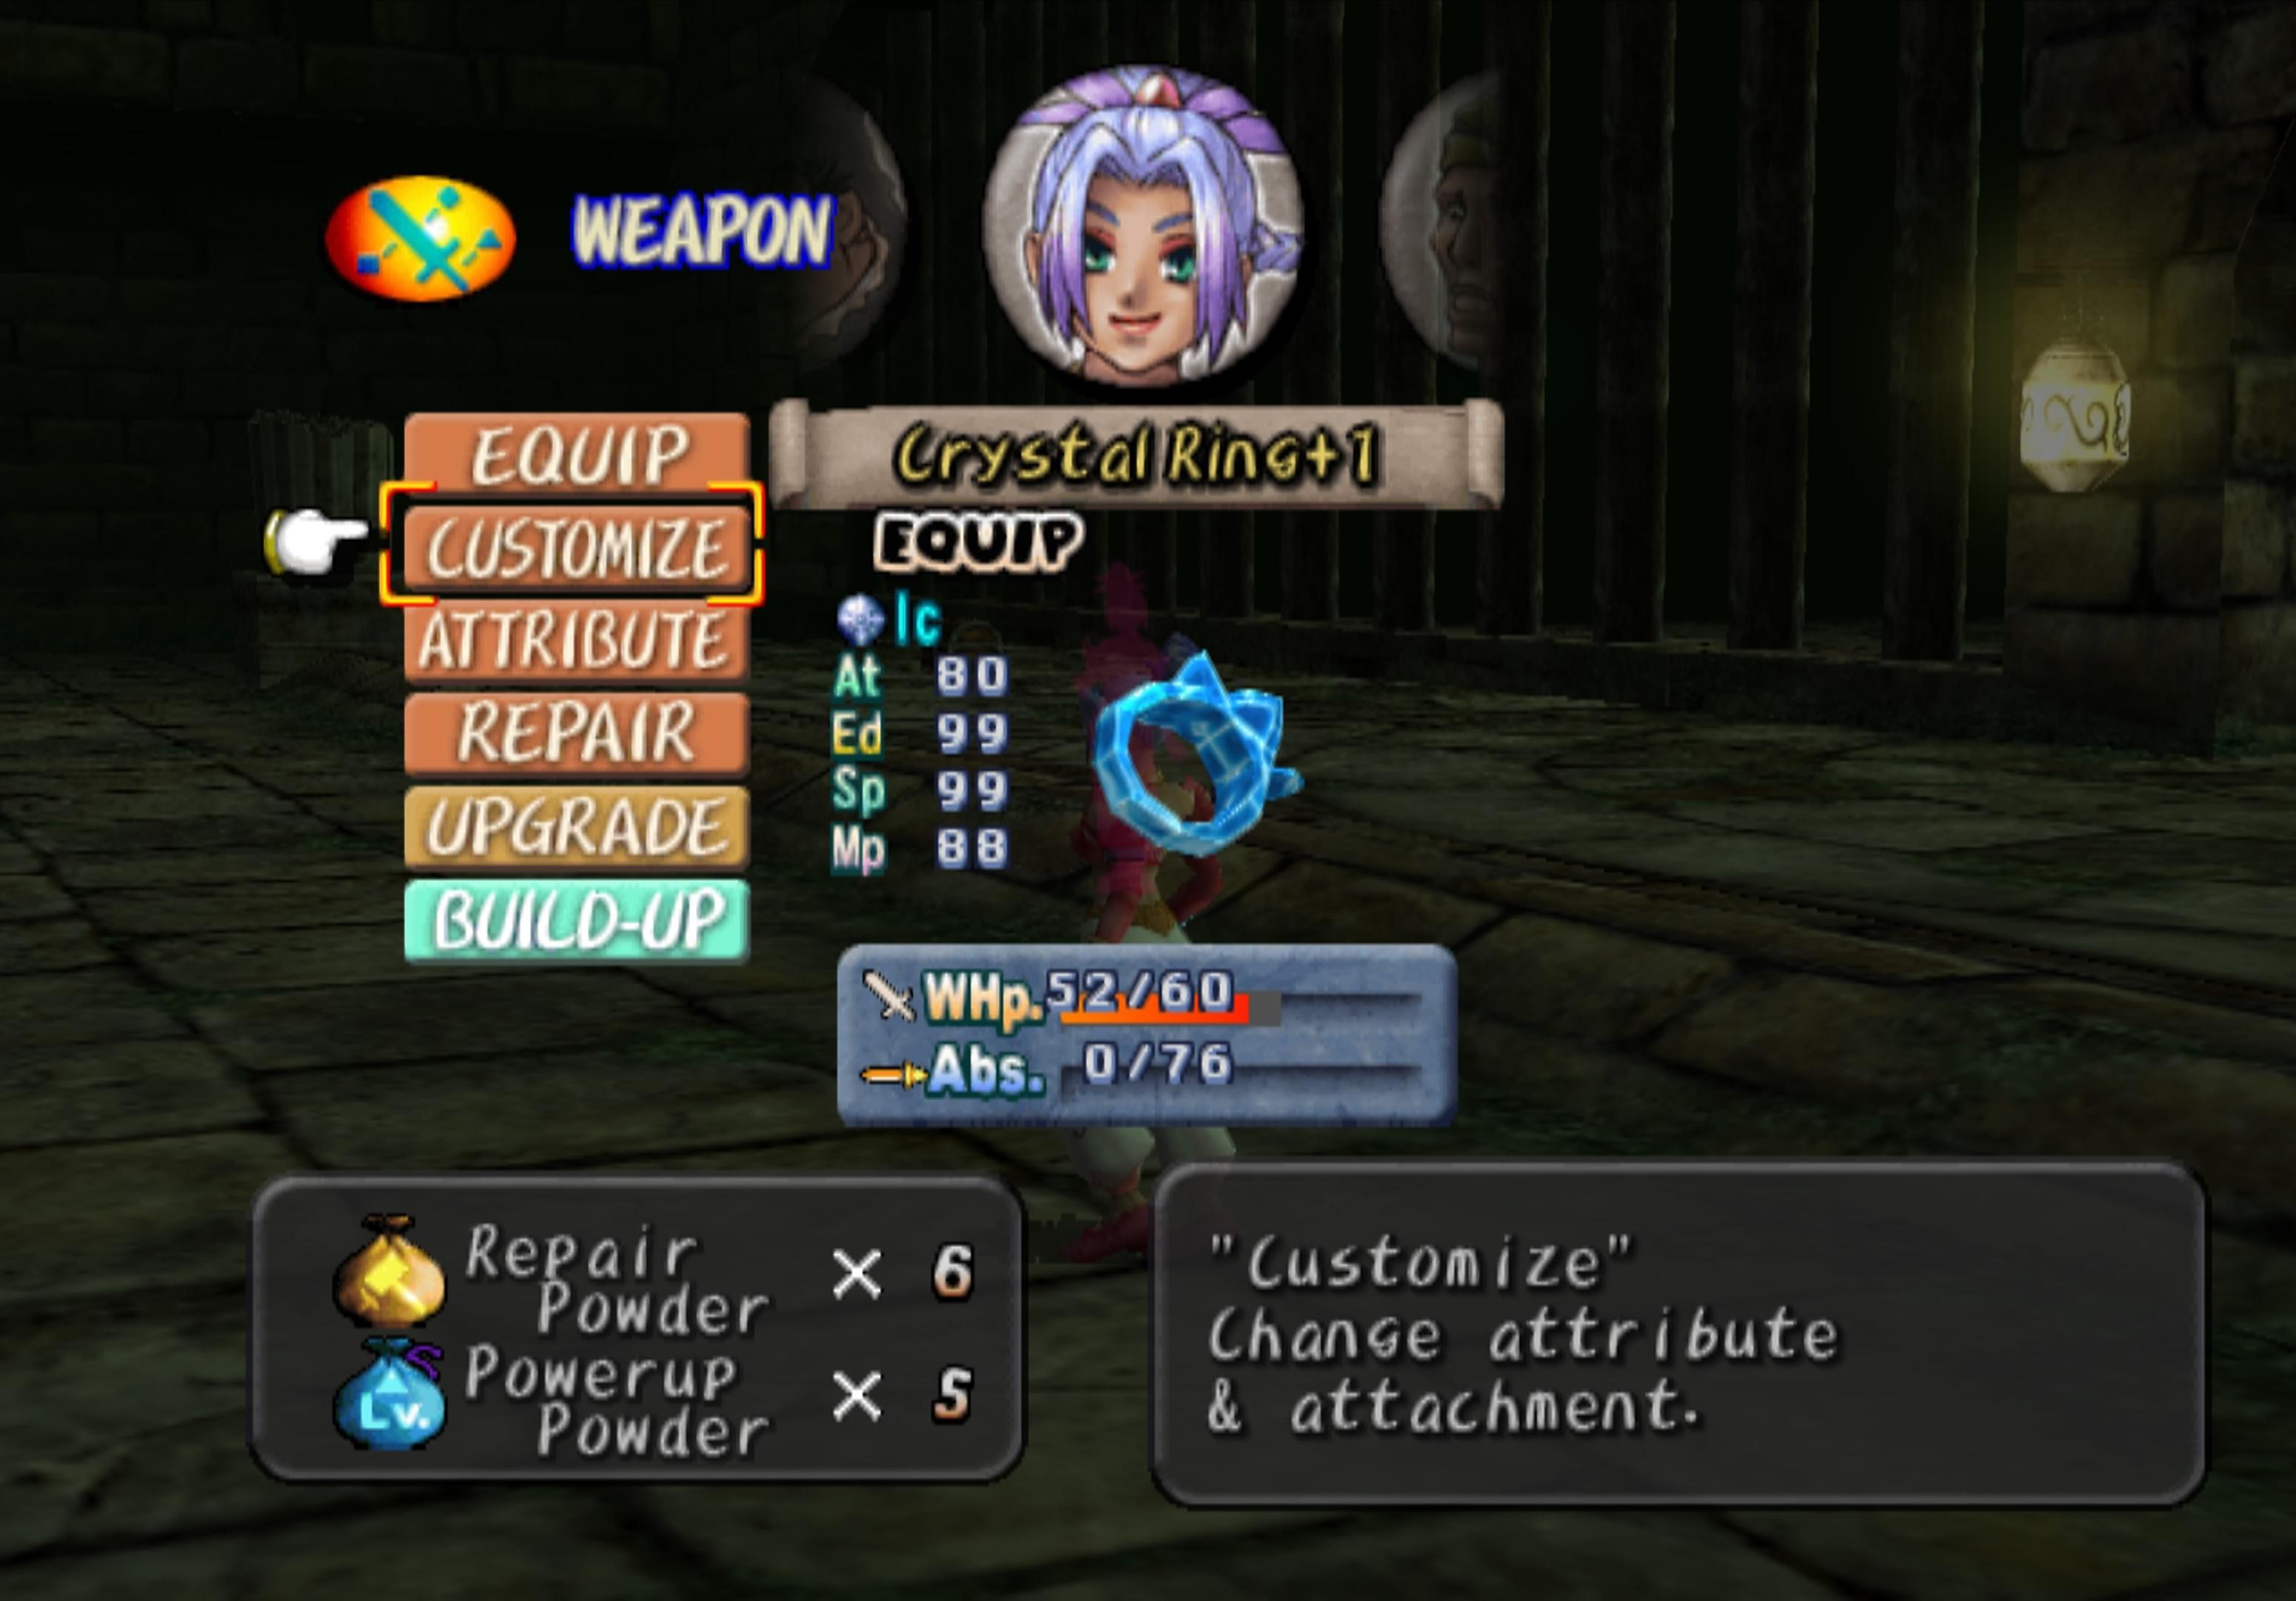 WEAPON
EQUIP
CUSTOMIZE
ATTRIBUTE
REPAIR
UPGRADE
BUILD-UP
Crystal Ring+1
EQUIP
Ic
At 80
Ed 99
Sp 99
Mp 88
WHp. 52/60
Abs. 0/76
Repair
Powder × 6
Lv.
Powerup
Powder × 5
"Customize"
Change attribute
& attachment.